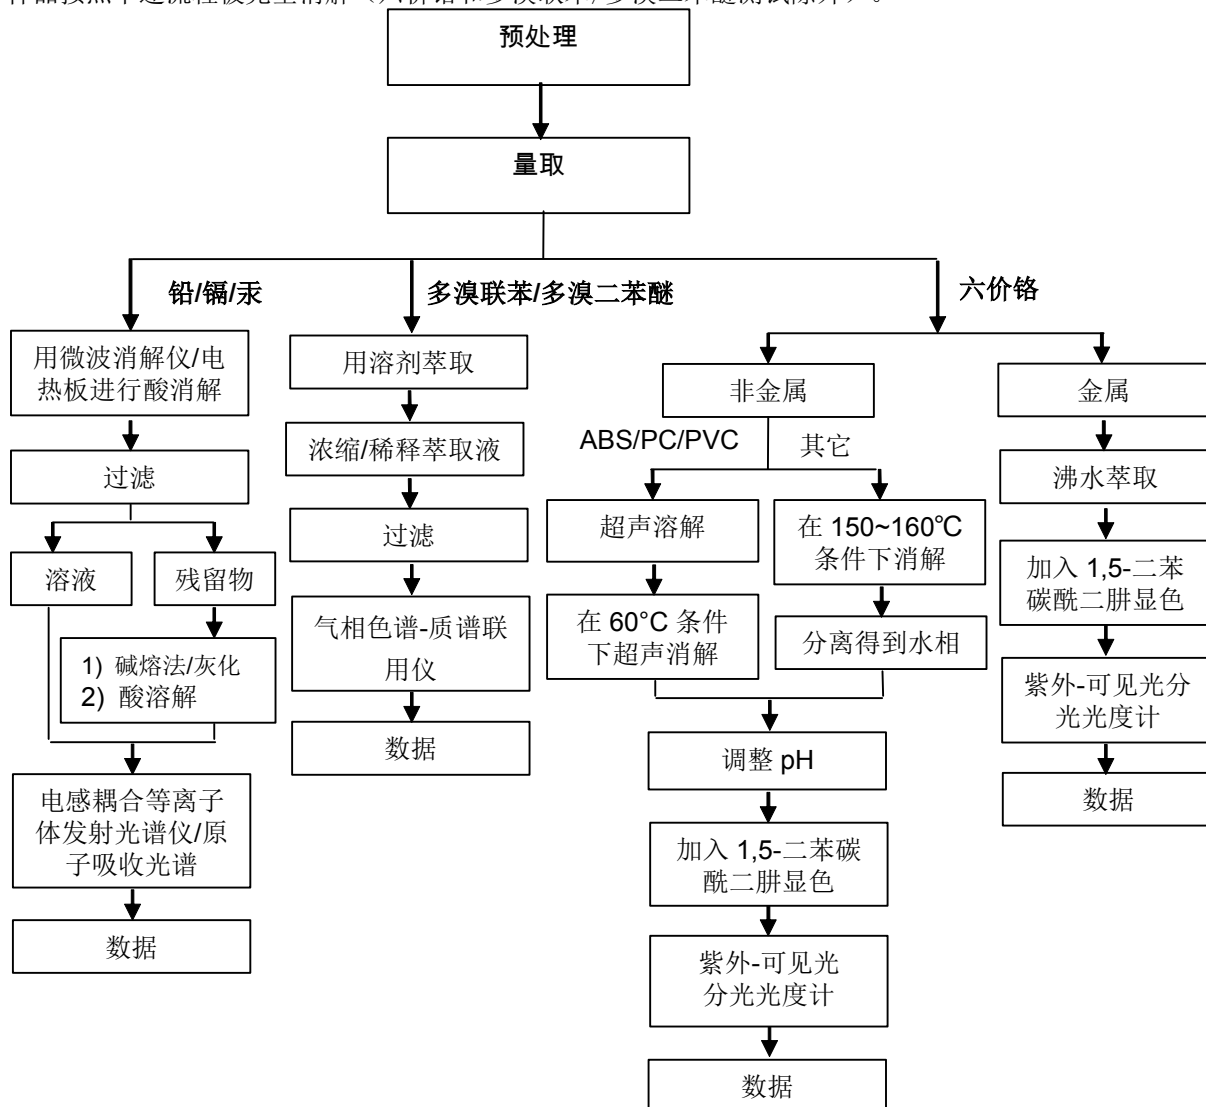 预处理
量取
铅/镉/汞
多溴联苯/多溴二苯醚
六价铬
用微波消解仪/电
热板进行酸消解
过滤
溶液
残留物
1) 碱熔法/灰化
2) 酸溶解
电感耦合等离子
体发射光谱仪/原
子吸收光谱
数据
用溶剂萃取
浓缩/稀释萃取液
过滤
气相色谱-质谱联
用仪
数据
非金属
ABS/PC/PVC
其它
超声溶解
在 60°C 条件
下超声消解
在 150~160℃
条件下消解
分离得到水相
调整 pH
加入 1,5-二苯碳
酰二肼显色
紫外-可见光
分光光度计
数据
金属
沸水萃取
加入 1,5-二苯
碳酰二肼显色
紫外-可见光分
光光度计
数据